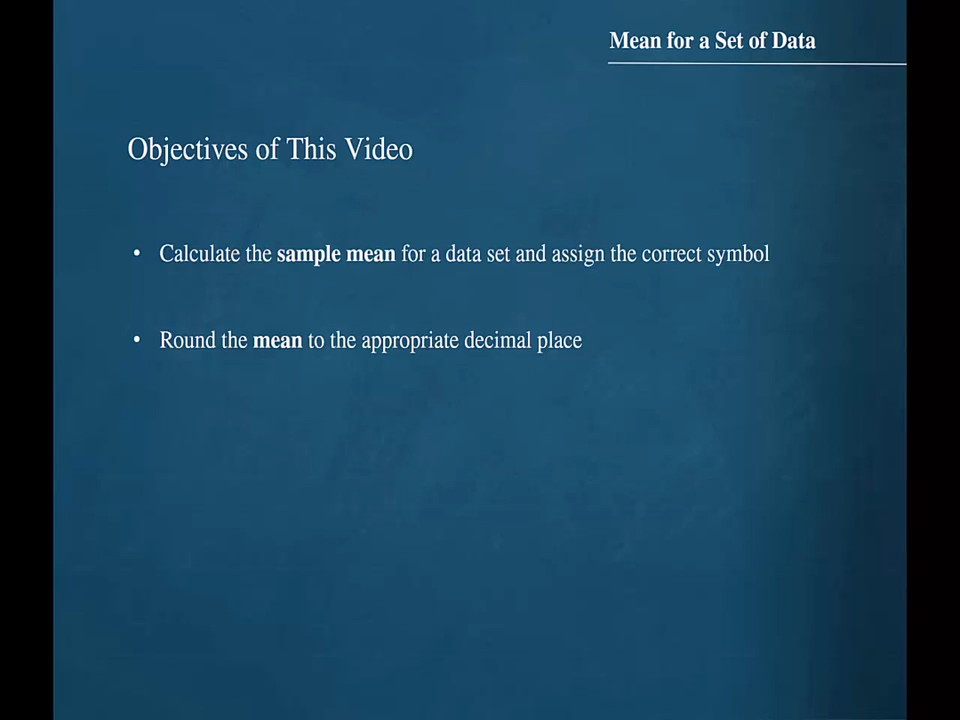 Mean for a Set of Data
Objectives of This Video
• Calculate the sample mean for a data set and assign the correct symbol
• Round the mean to the appropriate decimal place